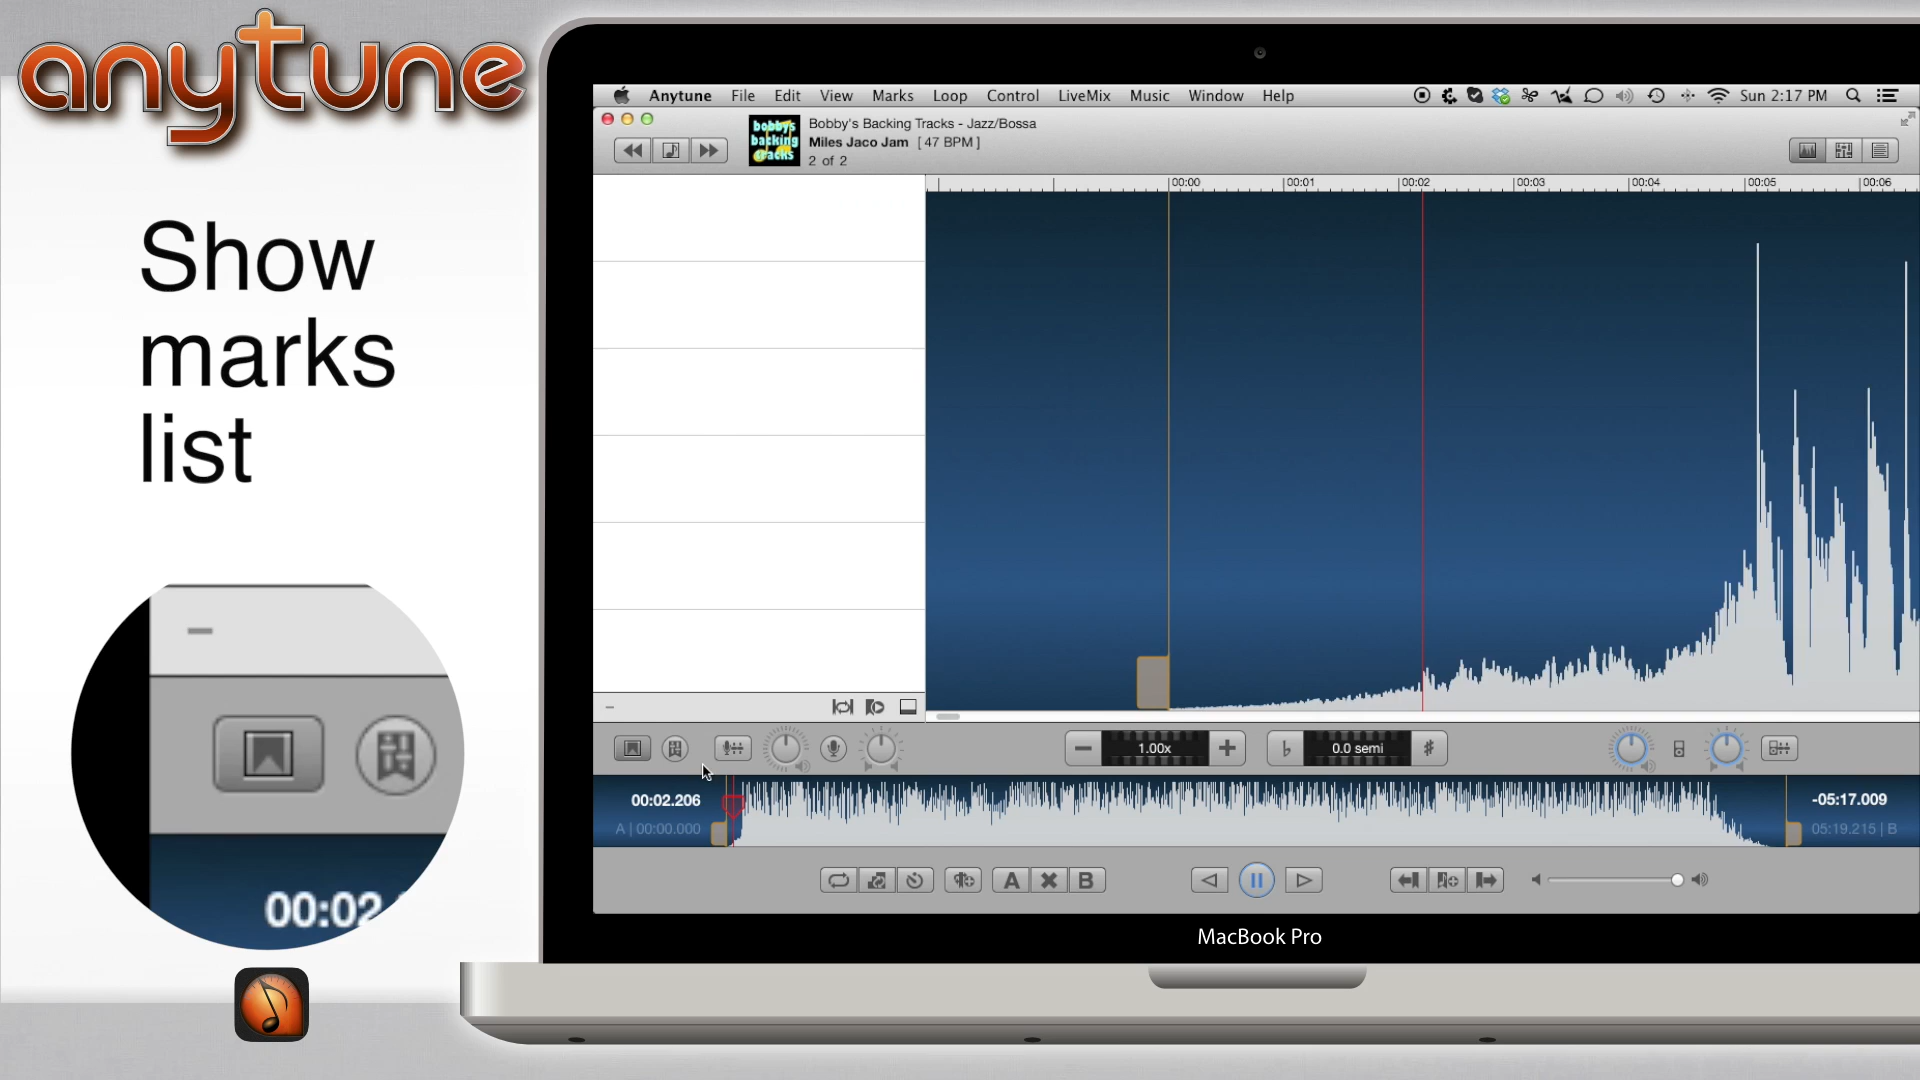 anytune
Show
marks
list
00:02
Anytune File Edit View Marks Loop Control LiveMix Music Window Help
Sun 2:17 PM
bobbys
backing
tracks
Bobby's Backing Tracks - Jazz/Bossa
Miles Jaco Jam [ 47 BPM ]
2 of 2
00:00 00:01 00:02 00:03 00:04 00:05 00:06
1.00x
0.0 semi
00:02.206
A | 00:00.000
-05:17.009
05:19.215 | B
A
B
MacBook Pro